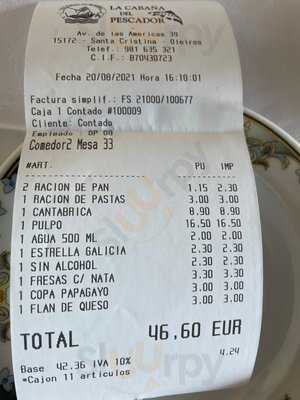 LA CABAÑA
DEL
PESCADOR
Av. de las Americas 39
15172 - Santa Cristina - Oleiros
Telef.: 981 635 321
C.I.F.: B70430723
Fecha 20/08/2021 Hora 16:10:01
Factura simplif.: FS 21000/100677
Caja 1 Contado #100009
Cliente: Contado
Empleado : OP 00
Comedor2 Mesa 33
#ART. PU IMP
2 RACION DE PAN 1.15 2.30
1 RACION DE PASTAS 3.00 3.00
1 CANTABRICA 8.90 8.90
1 PULPO 16.50 16.50
1 AGUA 500 ML 2.00 2.00
1 ESTRELLA GALICIA 2.30 2.30
1 SIN ALCOHOL 2.30 2.30
1 FRESAS C/ NATA 3.30 3.30
1 COPA PAPAGAYO 3.00 3.00
1 FLAN DE QUESO 3.00 3.00
TOTAL 46,60 EUR
Base 42.36 IVA 10% 4.24
*Cajon 11 articulos
Sluurpy